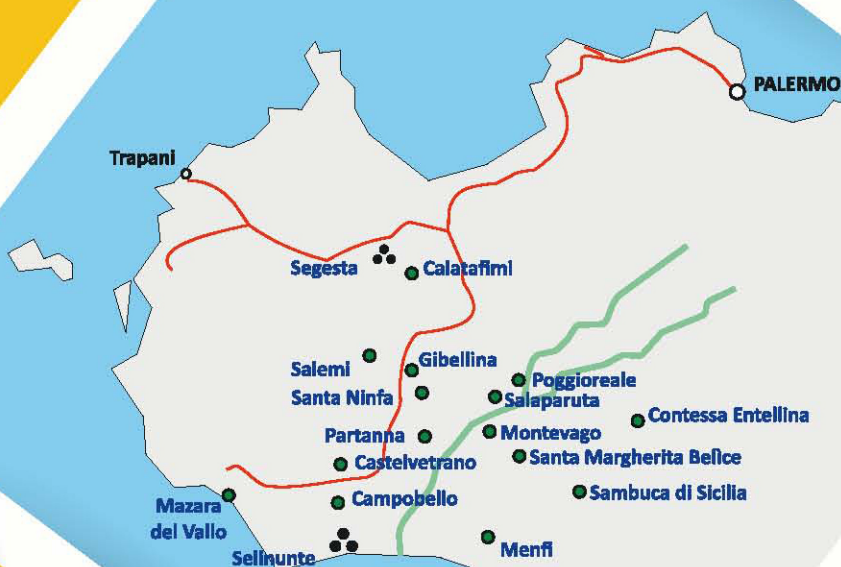 PALERMO
Trapani
Segesta
Calatafimi
Salemi
Gibellina
Santa Ninfa
Poggioreale
Salaparuta
Contessa Entellina
Partanna
Montevago
Castelvetrano
Santa Margherita Belice
Campobello
Sambuca di Sicilia
Mazara
del Vallo
Menfi
Selinunte